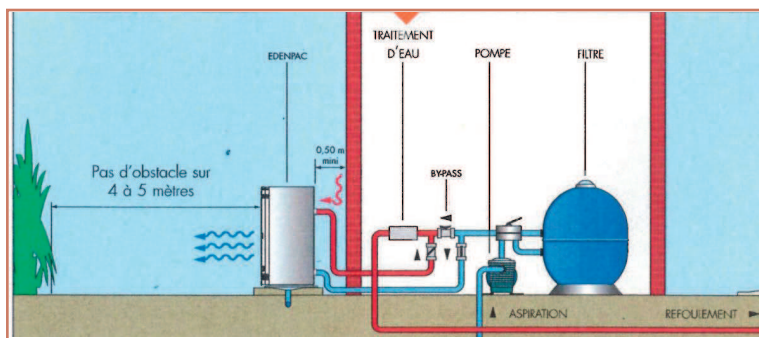 TRAITEMENT
D'EAU
EDENPAC
POMPE
FILTRE
0,50 m
mini
Pas d'obstacle sur
4 à 5 mètres
BY-PASS
ASPIRATION
REFOULEMENT